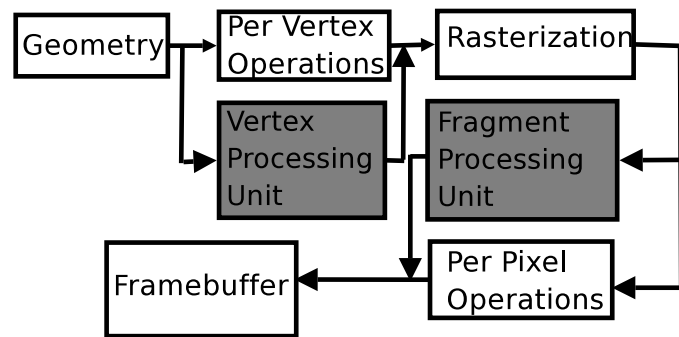 Geometry
Per Vertex
Operations
Rasterization
Vertex
Processing
Unit
Fragment
Processing
Unit
Framebuffer
Per Pixel
Operations